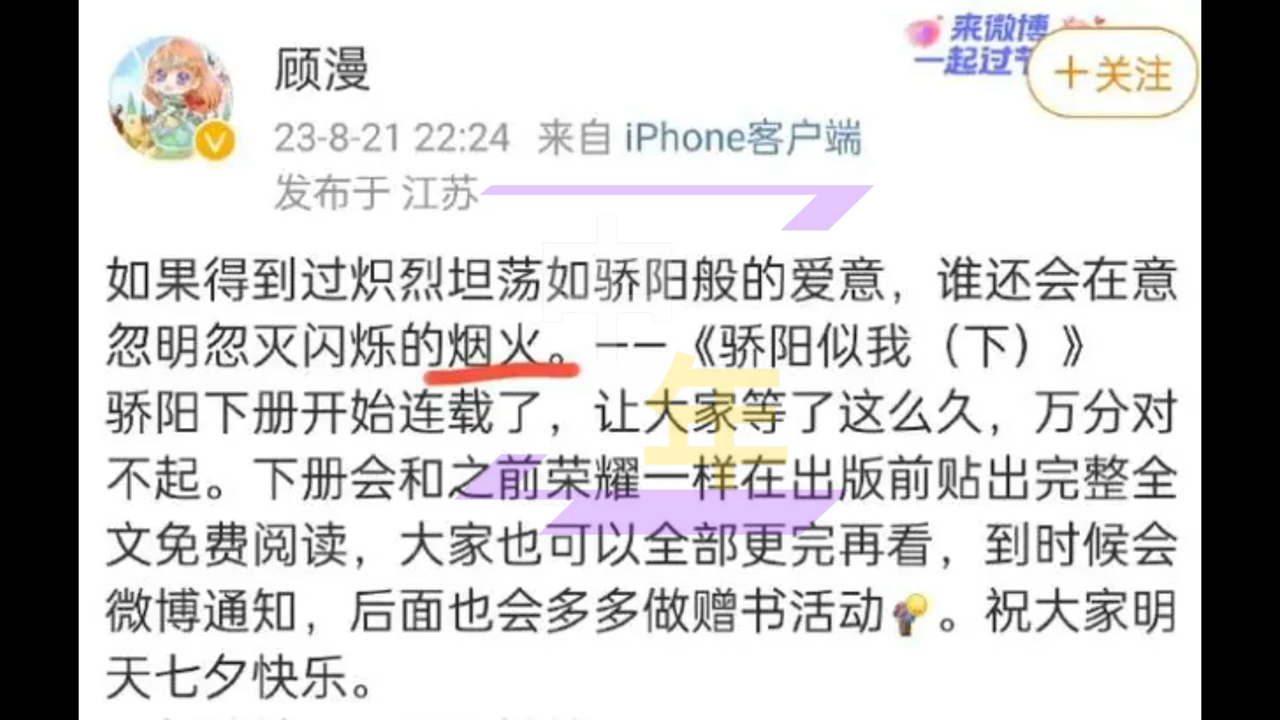 顾漫
来微博
一起过节
+关注
23-8-21 22:24 来自 iPhone客户端
发布于 江苏
如果得到过炽烈坦荡如骄阳般的爱意，谁还会在意
忽明忽灭闪烁的烟火。——《骄阳似我（下）》
骄阳下册开始连载了，让大家等了这么久，万分对
不起。下册会和之前荣耀一样在出版前贴出完整全
文免费阅读，大家也可以全部更完再看，到时候会
微博通知，后面也会多多做赠书活动。祝大家明
天七夕快乐。
年